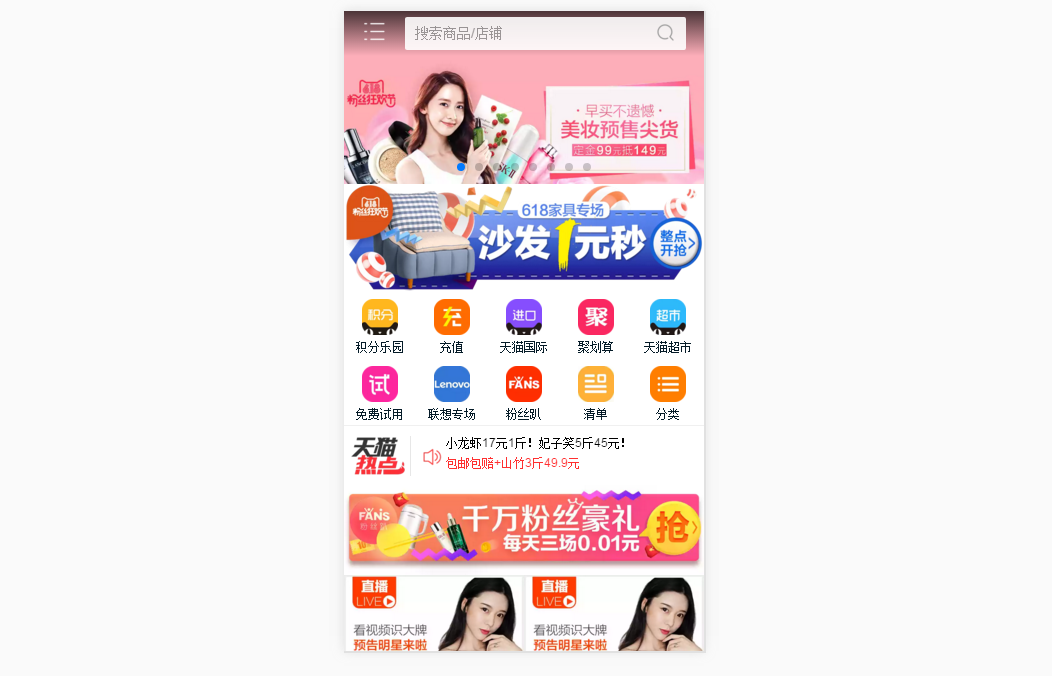 搜索商品/店铺
天猫
粉丝狂欢节
· 早买不遗憾 ·
美妆预售尖货
定金99元抵149元
SK-II
粉丝狂欢节
618家具专场
沙发1元秒
整点
开抢
积分
充
进口
聚
超市
积分乐园
充值
天猫国际
聚划算
天猫超市
试
Lenovo
FANS
免费试用
联想专场
粉丝趴
清单
分类
天猫
热点
小龙虾17元1斤！妃子笑5斤45元！
包邮包赔+山竹3斤49.9元
FANS
粉丝趴
千万粉丝豪礼
每天三场0.01元
抢
直播
LIVE
看视频识大牌
预告明星来啦
直播
LIVE
看视频识大牌
预告明星来啦